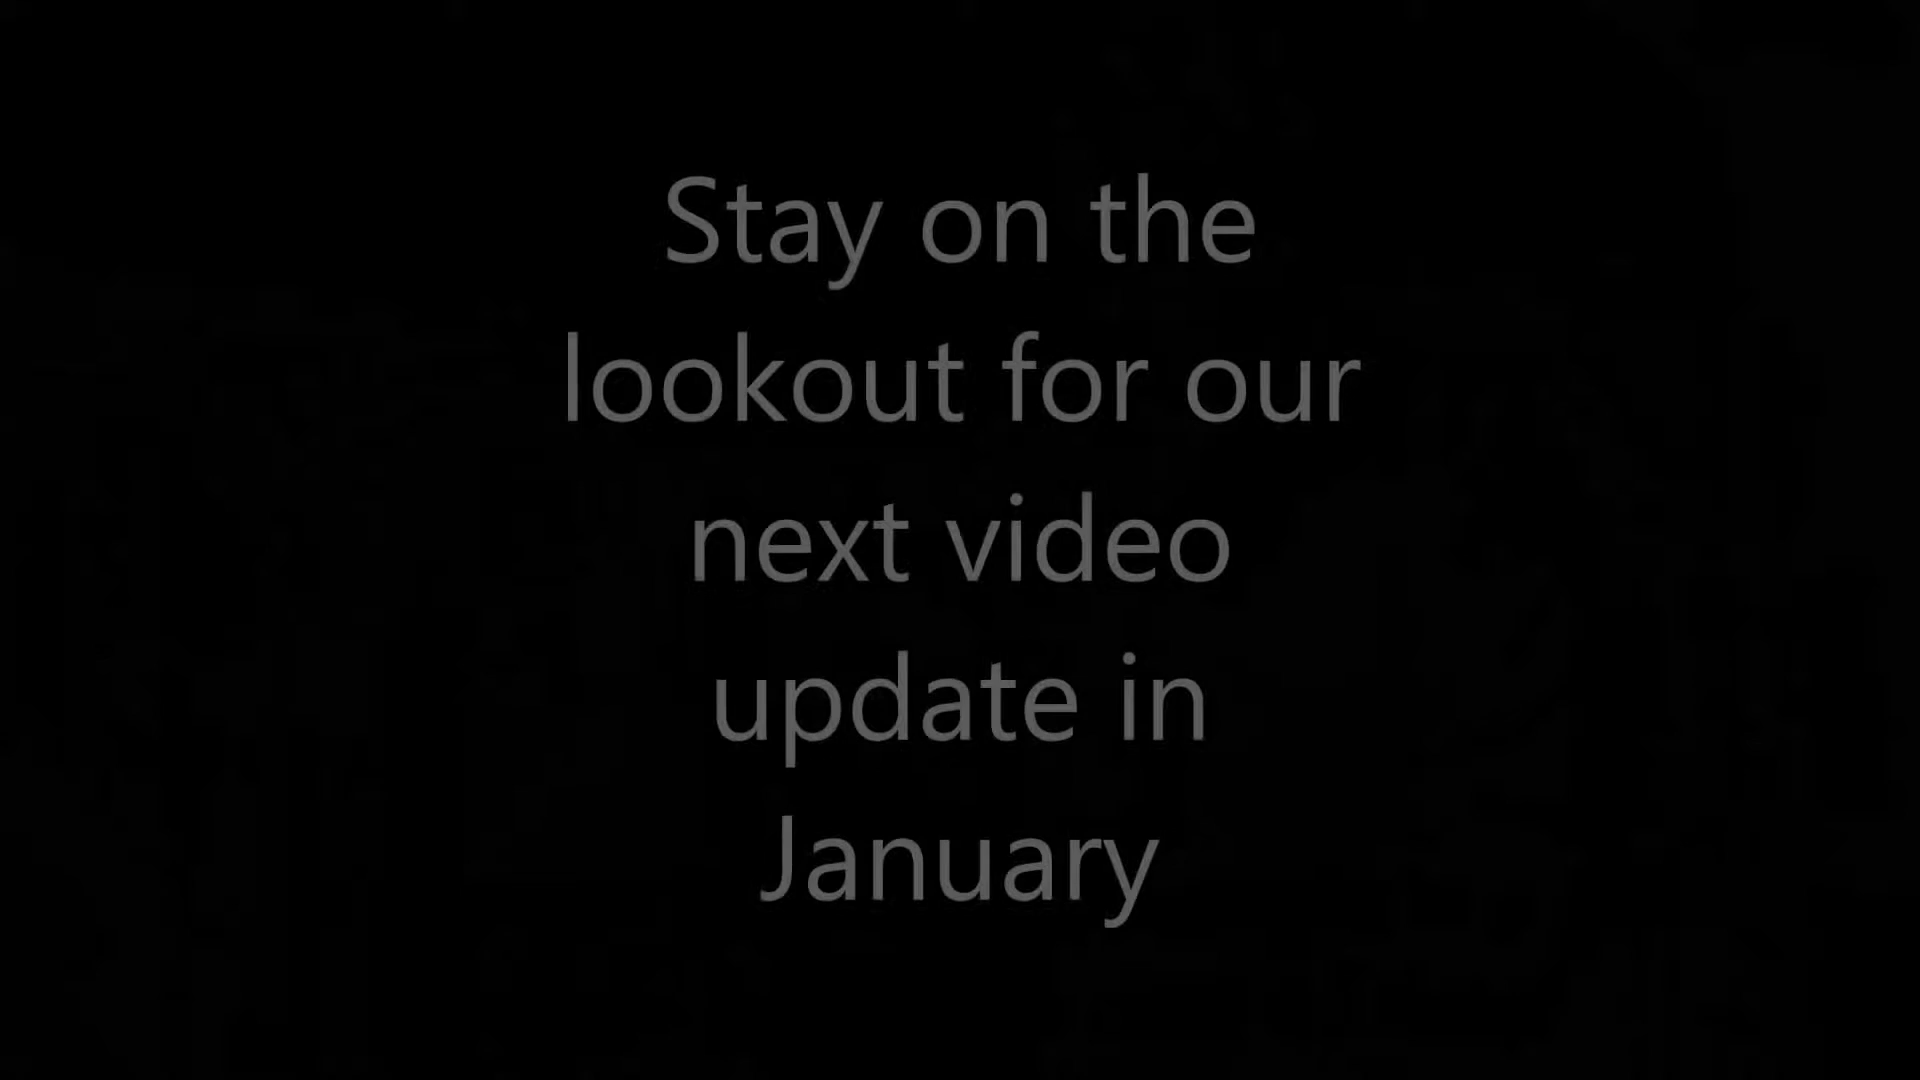 Stay on the
lookout for our
next video
update in
January